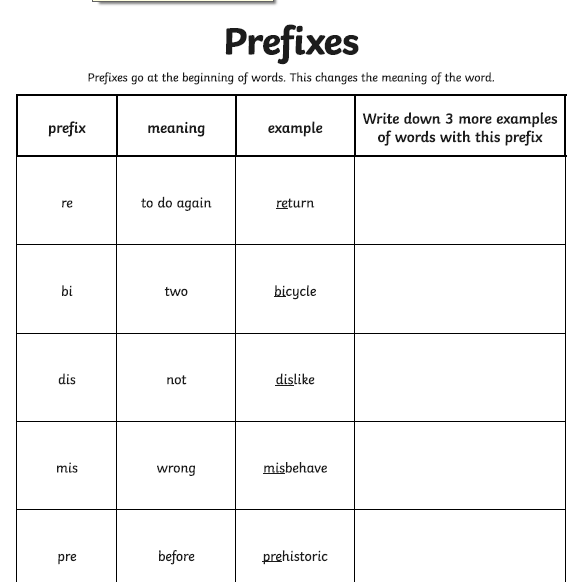 Prefixes
Prefixes go at the beginning of words. This changes the meaning of the word.
prefix meaning example Write down 3 more examples
of words with this prefix
re to do again return
bi two bicycle
dis not dislike
mis wrong misbehave
pre before prehistoric